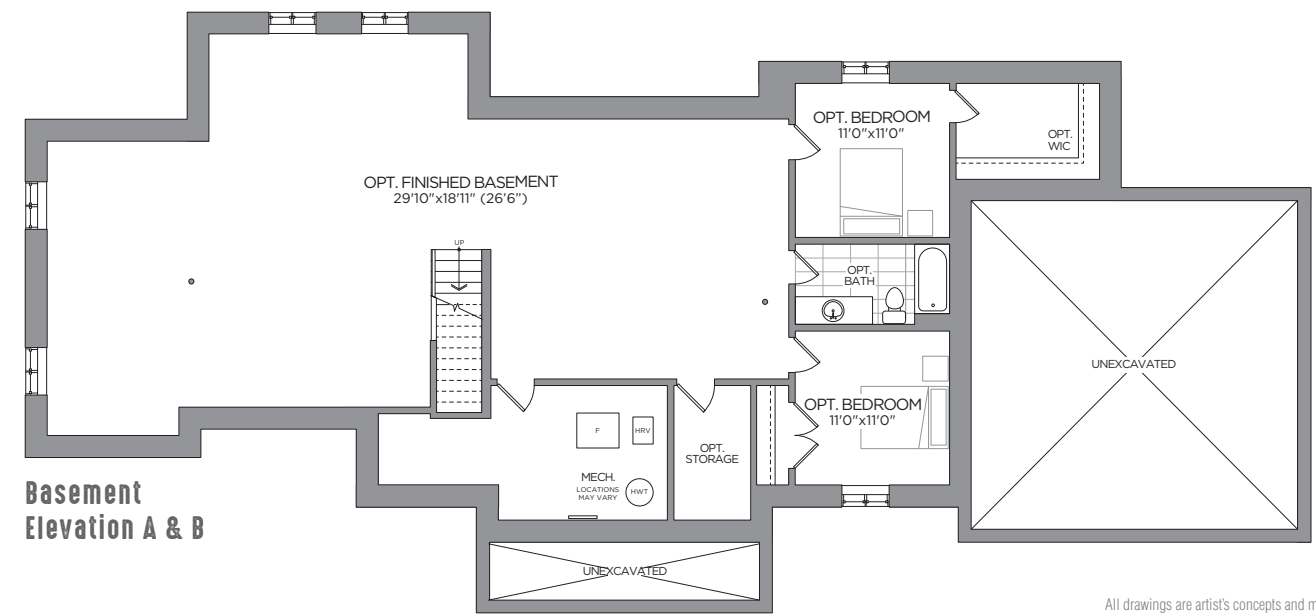 OPT. BEDROOM
11'0"x11'0"
OPT.
WIC
OPT. FINISHED BASEMENT
29'10"x18'11" (26'6")
UP
OPT.
BATH
UNEXCAVATED
OPT. BEDROOM
11'0"x11'0"
F
HRV
OPT.
STORAGE
MECH.
LOCATIONS
MAY VARY
HWT
Basement
Elevation A & B
UNEXCAVATED
All drawings are artist's concepts and